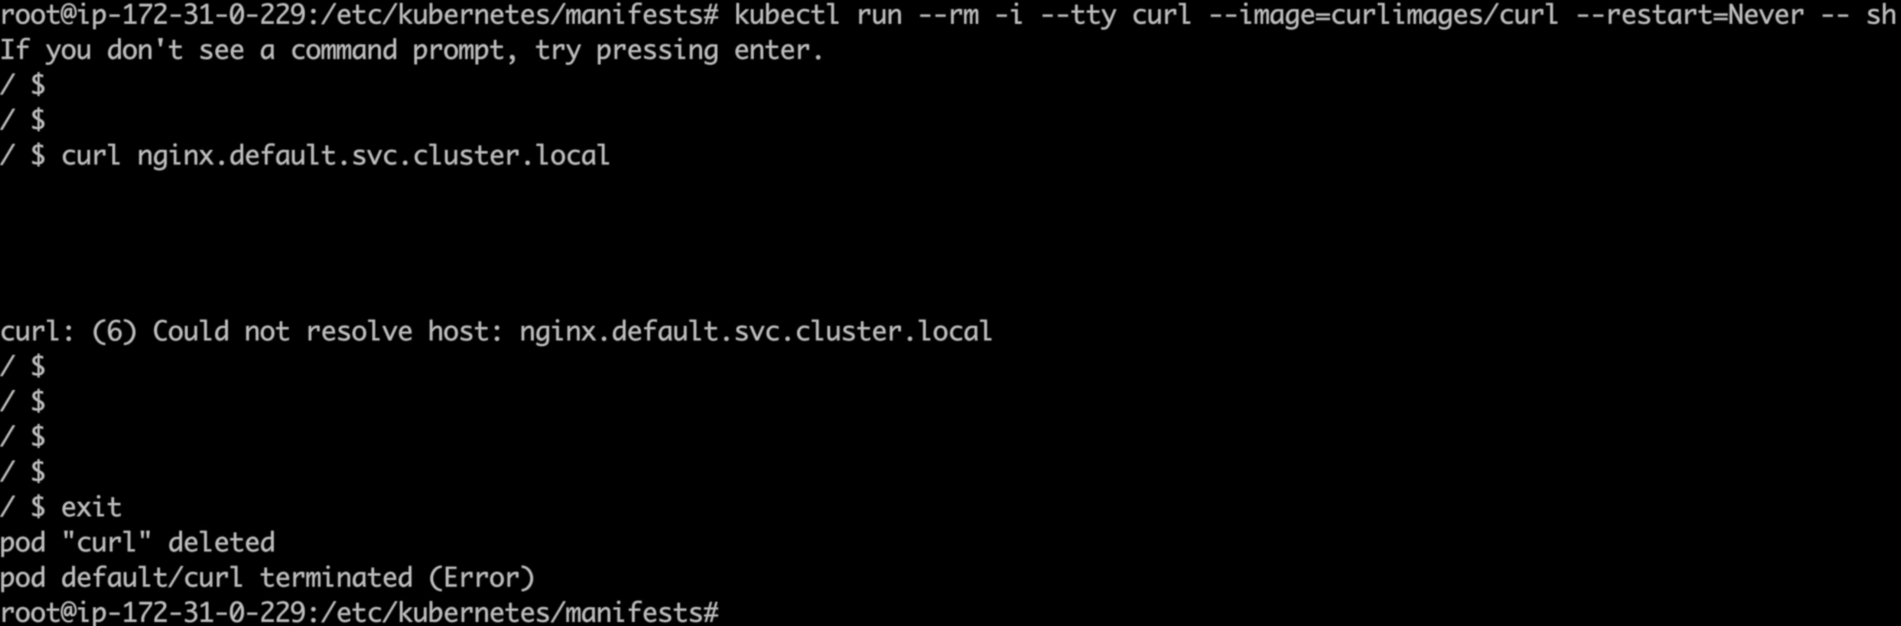 root@ip-172-31-0-229:/etc/kubernetes/manifests# kubectl run --rm -i --tty curl --image=curlimages/curl --restart=Never -- sh
If you don't see a command prompt, try pressing enter.
/ $
/ $
/ $ curl nginx.default.svc.cluster.local
curl: (6) Could not resolve host: nginx.default.svc.cluster.local
/ $
/ $
/ $
/ $
/ $ exit
pod "curl" deleted
pod default/curl terminated (Error)
root@ip-172-31-0-229:/etc/kubernetes/manifests#